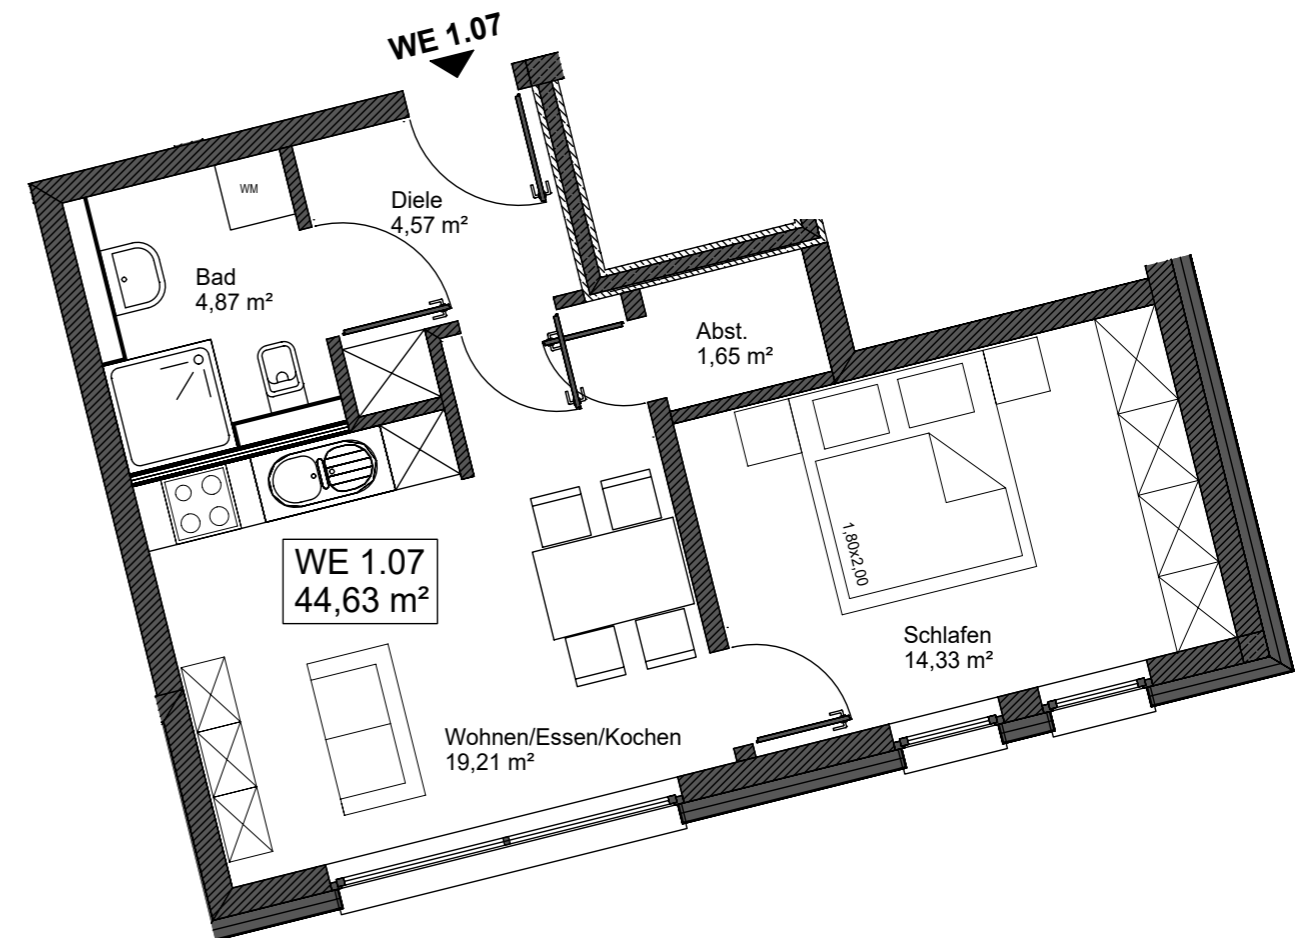 WE 1.07
WM
Diele
4,57 m²
Bad
4,87 m²
Abst.
1,65 m²
1,80x2,00
WE 1.07
44,63 m²
Schlafen
14,33 m²
Wohnen/Essen/Kochen
19,21 m²